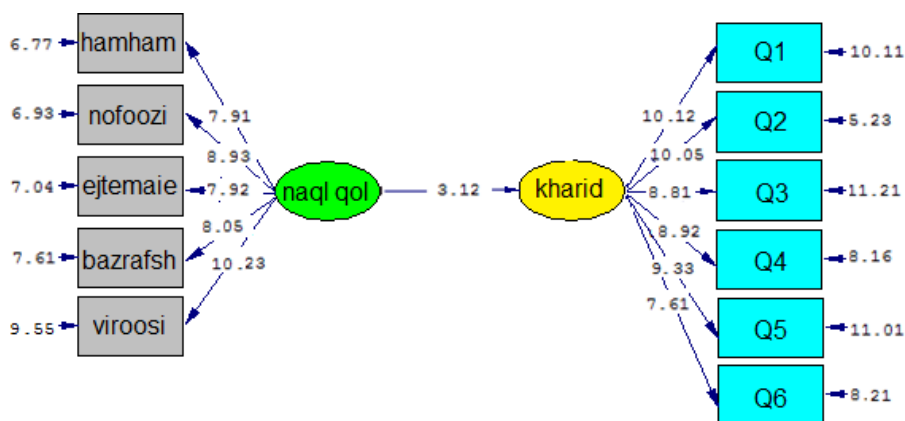 6.77 hamham
6.93 nofoozi
7.04 ejtemaie
7.61 bazrafsh
9.55 viroosi
7.91
8.93
7.92
8.05
10.23
naql qol
3.12
kharid
10.12
10.05
8.81
8.92
9.33
7.61
Q1 10.11
Q2 5.23
Q3 11.21
Q4 8.16
Q5 11.01
Q6 8.21